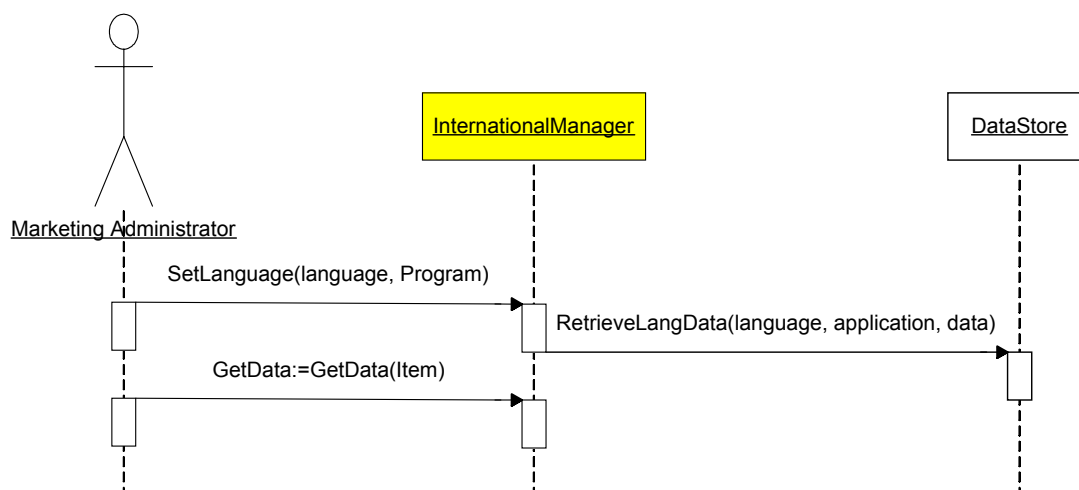 InternationalManager
DataStore
Marketing Administrator
SetLanguage(language, Program)
RetrieveLangData(language, application, data)
GetData:=GetData(Item)